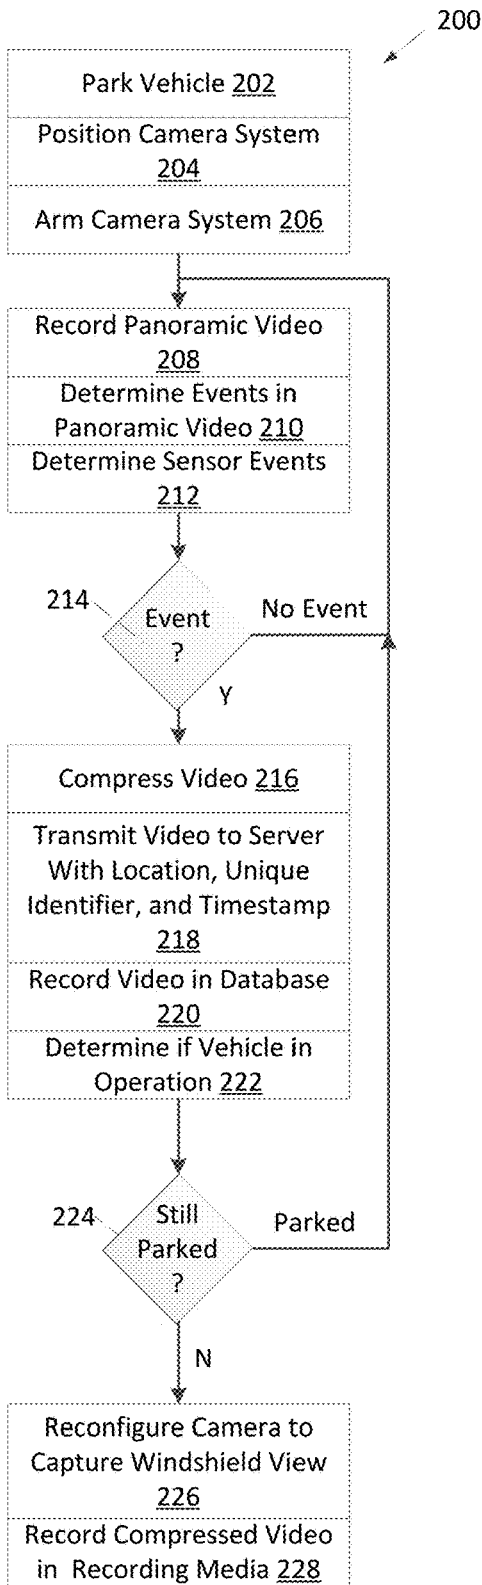 200
Park Vehicle 202
Position Camera System
204
Arm Camera System 206
Record Panoramic Video
208
Determine Events in
Panoramic Video 210
Determine Sensor Events
212
214
Event
?
No Event
Y
Compress Video 216
Transmit Video to Server
With Location, Unique
Identifier, and Timestamp
218
Record Video in Database
220
Determine if Vehicle in
Operation 222
224
Still
Parked
?
Parked
N
Reconfigure Camera to
Capture Windshield View
226
Record Compressed Video
in Recording Media 228